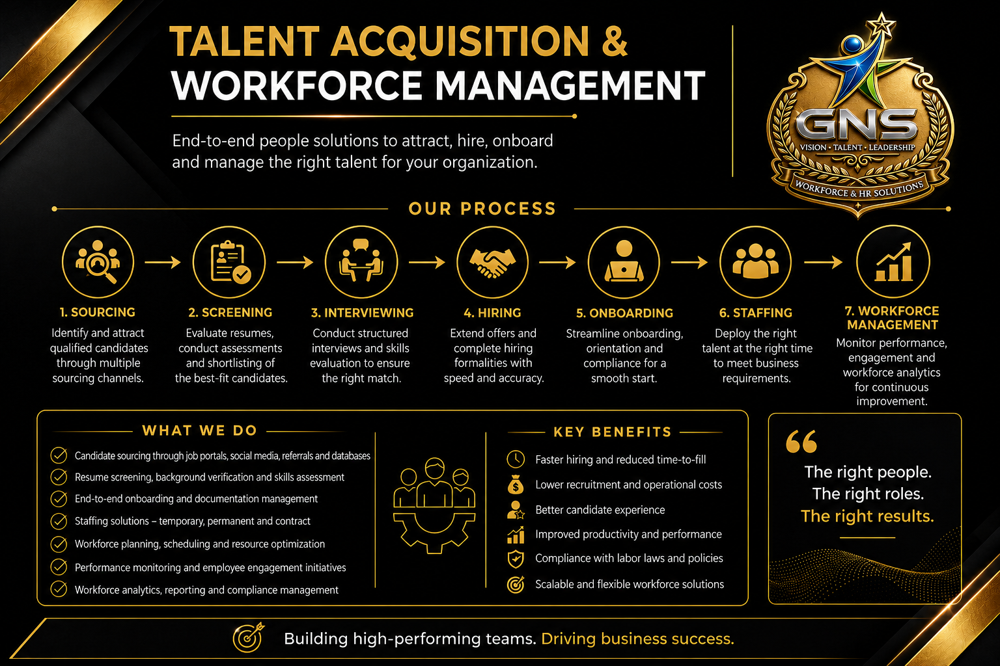 TALENT ACQUISITION &
WORKFORCE MANAGEMENT
End-to-end people solutions to attract, hire, onboard
and manage the right talent for your organization.
GNS
VISION • TALENT • LEADERSHIP
WORKFORCE & HR SOLUTIONS
OUR PROCESS
1. SOURCING
Identify and attract
qualified candidates
through multiple
sourcing channels.
2. SCREENING
Evaluate resumes,
conduct assessments
and shortlisting of
the best-fit candidates.
3. INTERVIEWING
Conduct structured
interviews and skills
evaluation to ensure
the right match.
4. HIRING
Extend offers and
complete hiring
formalities with
speed and accuracy.
5. ONBOARDING
Streamline onboarding,
orientation and
compliance for a
smooth start.
6. STAFFING
Deploy the right
talent at the right time
to meet business
requirements.
7. WORKFORCE
MANAGEMENT
Monitor performance,
engagement and
workforce analytics
for continuous
improvement.
WHAT WE DO
Candidate sourcing through job portals, social media, referrals and databases
Resume screening, background verification and skills assessment
End-to-end onboarding and documentation management
Staffing solutions – temporary, permanent and contract
Workforce planning, scheduling and resource optimization
Performance monitoring and employee engagement initiatives
Workforce analytics, reporting and compliance management
KEY BENEFITS
Faster hiring and reduced time-to-fill
$
Lower recruitment and operational costs
Better candidate experience
Improved productivity and performance
Compliance with labor laws and policies
Scalable and flexible workforce solutions
“
The right people.
The right roles.
The right results.
Building high-performing teams. Driving business success.